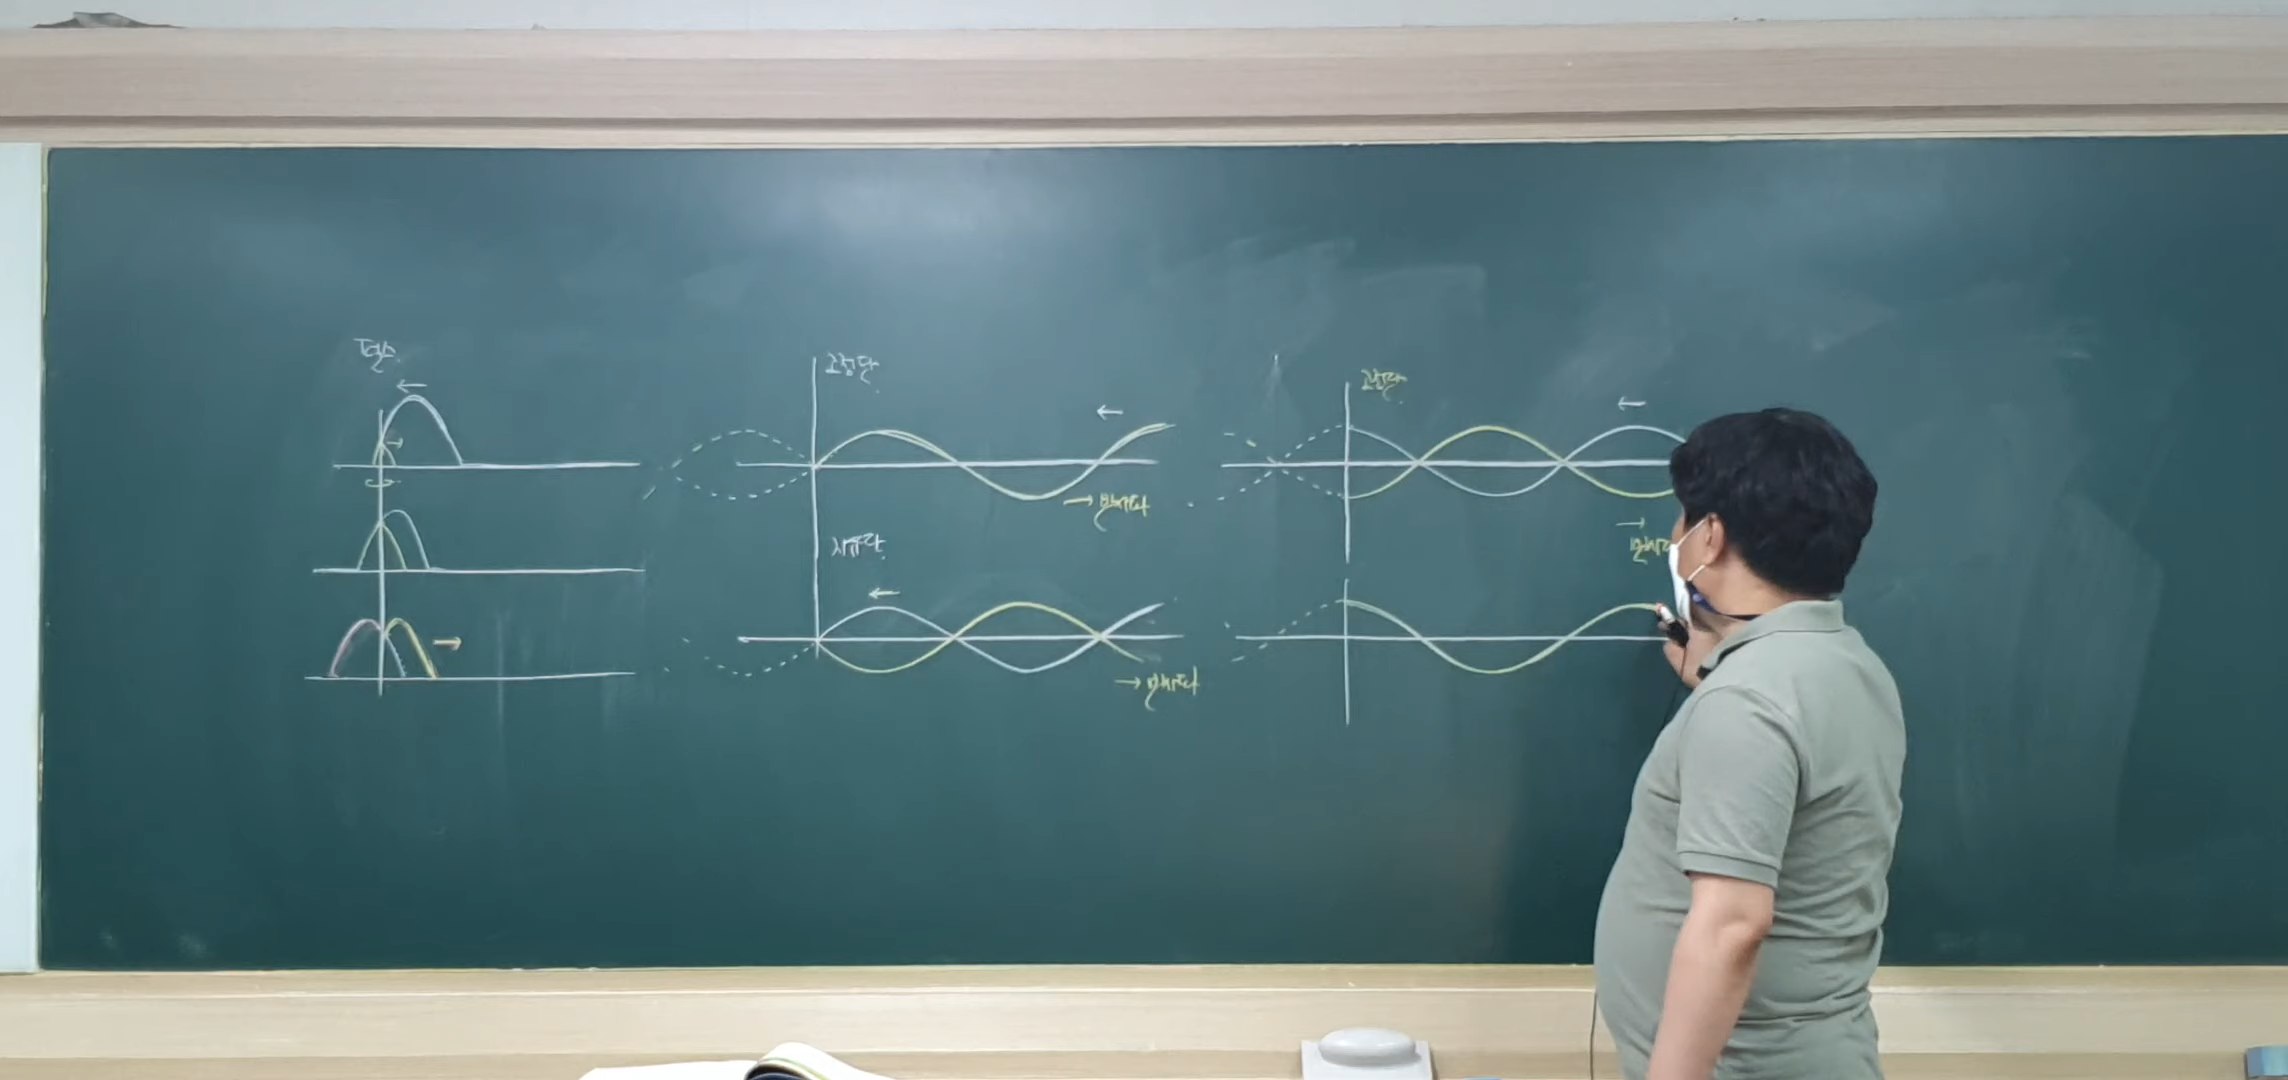 펄스
고정단
→ 반사파
자유단
→ 반사파
고정단
→
반사